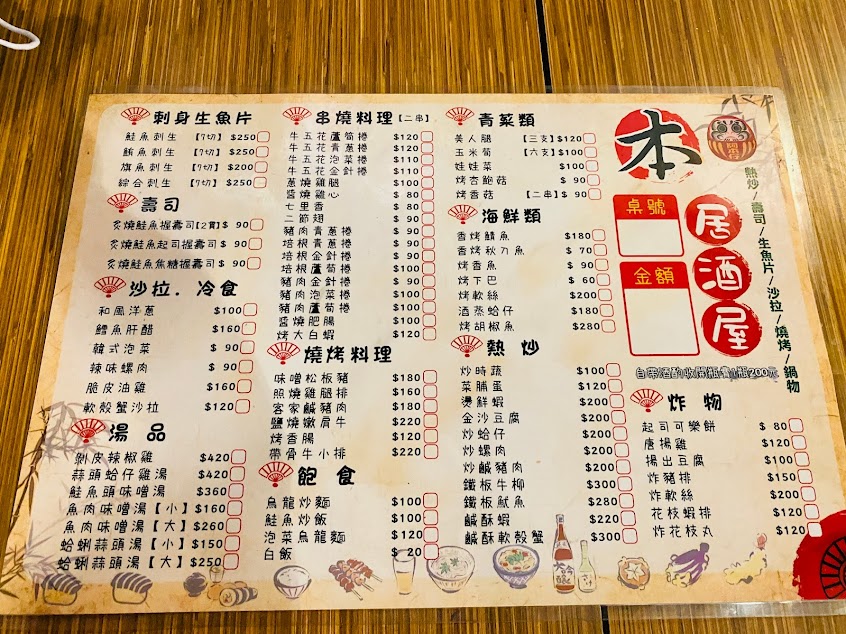 刺身生魚片
鮭魚刺生 【7切】 $250
鮪魚刺生 【7切】 $250
旗魚刺生 【7切】 $200
綜合刺生 【7切】 $250
壽司
炙燒鮭魚握壽司【2貫】 $ 90
炙燒鮭魚起司握壽司 $ 90
炙燒鮭魚焦糖握壽司 $ 90
沙拉．冷食
和風洋蔥 $100
鱈魚肝醋 $160
韓式泡菜 $ 90
辣味螺肉 $ 90
脆皮油雞 $160
軟殼蟹沙拉 $120
湯品
剝皮辣椒雞 $420
蒜頭蛤仔雞湯 $420
鮭魚頭味噌湯 $360
魚肉味噌湯【小】 $160
魚肉味噌湯【大】 $260
蛤蜊蒜頭湯【小】 $150
蛤蜊蒜頭湯【大】 $250
串燒料理【二串】
牛五花蘆筍捲 $120
牛五花青蔥捲 $120
牛五花泡菜捲 $110
牛五花金針捲 $110
蔥燒雞腿 $100
醬燒雞心 $ 80
七里香 $ 80
二節翅 $ 90
豬肉青蔥捲 $ 90
培根青蔥捲 $ 90
培根金針捲 $ 90
培根蘆筍捲 $100
豬肉金針捲 $ 90
豬肉泡菜捲 $100
豬肉蘆筍捲 $100
醬燒肥腸 $100
烤大白蝦 $120
燒烤料理
味噌松板豬 $180
照燒雞腿排 $160
客家鹹豬肉 $180
鹽燒嫩肩牛 $220
烤香腸 $120
帶骨牛小排 $220
飽食
烏龍炒麵 $100
鮭魚炒飯 $100
泡菜烏龍麵 $120
白飯 $ 20
青菜類
美人腿 【三支】 $120
玉米筍 【六支】 $100
娃娃菜 $100
烤杏鮑菇 $ 90
烤香菇 【二串】 $ 90
海鮮類
香烤鯖魚 $180
香烤秋刀魚 $ 70
烤香魚 $ 90
烤下巴 $ 60
烤軟絲 $200
酒蒸蛤仔 $180
烤胡椒魚 $280
熱炒
炒時蔬 $100
菜脯蛋 $120
燙鮮蝦 $200
金沙豆腐 $200
炒蛤仔 $200
炒螺肉 $200
炒鹹豬肉 $200
鐵板牛柳 $300
鐵板魷魚 $280
鹹酥蝦 $220
鹹酥軟殼蟹 $300
本
居酒屋
桌號
金額
熱炒/壽司/生魚片/沙拉/燒烤/鍋物
自帶酒酌收開瓶費1瓶200元
炸物
起司可樂餅 $ 80
唐揚雞 $120
揚出豆腐 $100
炸豬排 $150
炸軟絲 $200
花枝蝦排 $120
炸花枝丸 $120
大吟醸